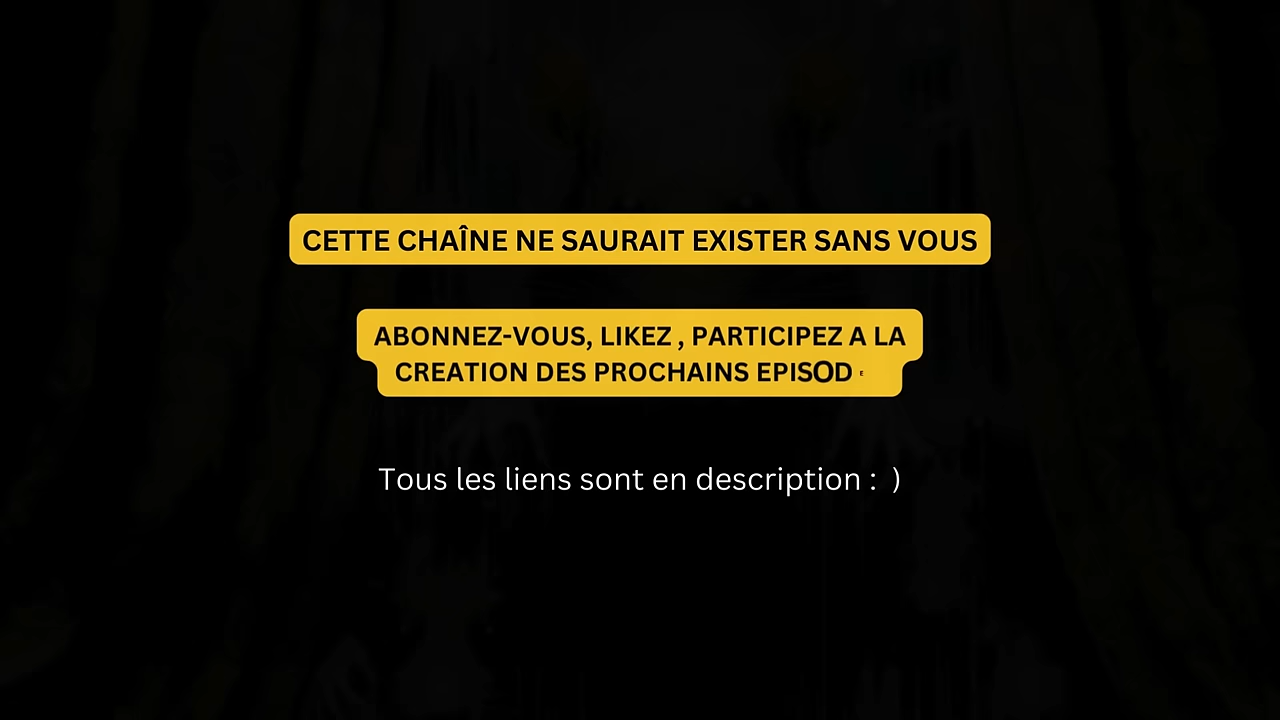 CETTE CHAÎNE NE SAURAIT EXISTER SANS VOUS
ABONNEZ-VOUS, LIKEZ , PARTICIPEZ A LA
CREATION DES PROCHAINS EPISODE
Tous les liens sont en description : )